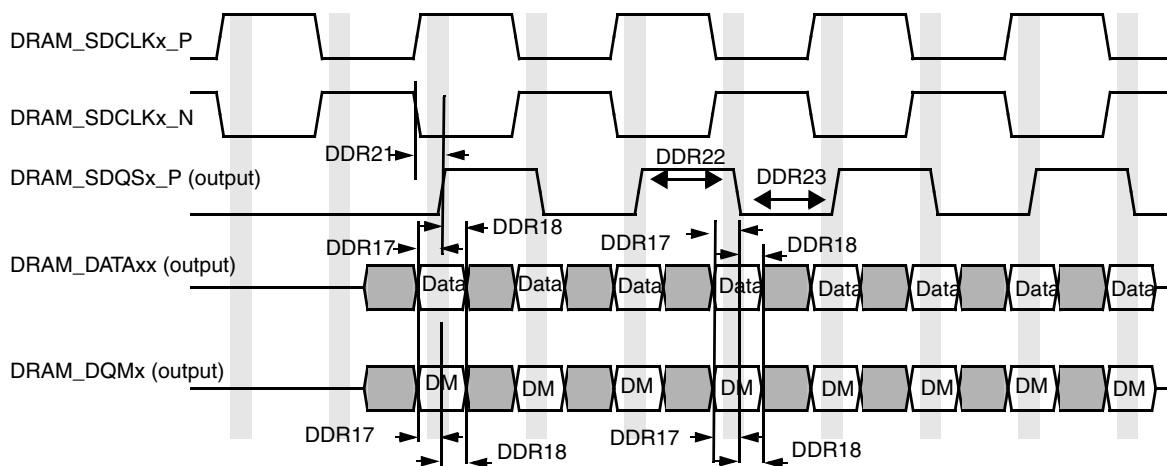 DRAM_SDCLKx_P
DRAM_SDCLKx_N
DDR21
DDR22
DRAM_SDQSx_P (output)
DDR23
DDR17
DDR18
DDR17
DDR18
DRAM_DATAxx (output)
Data
Data
Data
Data
Data
Data
Data
Data
DRAM_DQMx (output)
DM
DM
DM
DM
DM
DM
DM
DM
DDR17
DDR18
DDR17
DDR18